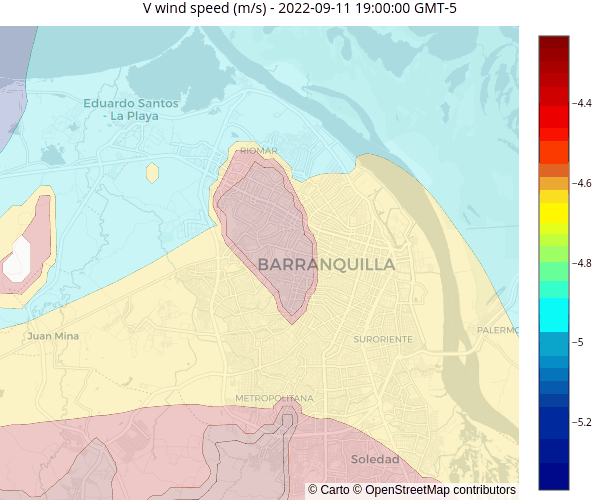 V wind speed (m/s) - 2022-09-11 19:00:00 GMT-5
Eduardo Santos
- La Playa
RIOMAR
BARRANQUILLA
Juan Mina
SURORIENTE
PALERMO
METROPOLITANA
Soledad
© Carto © OpenStreetMap contributors
−4.4
−4.6
−4.8
−5
−5.2